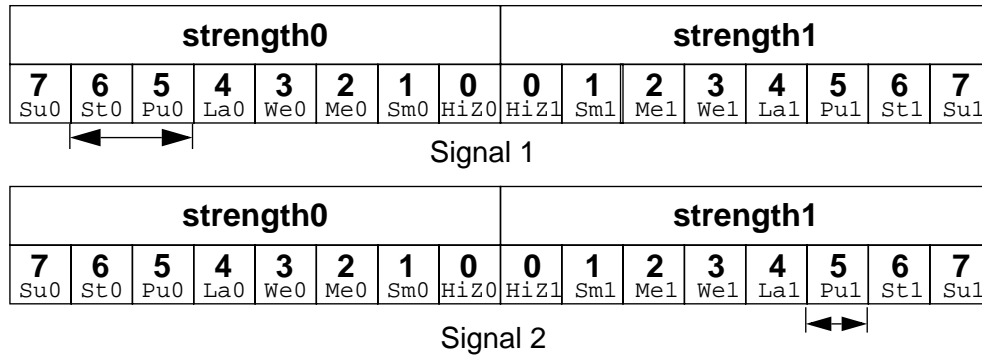 strength0 strength1
7 6 5 4 3 2 1 0 0 1 2 3 4 5 6 7
Su0 St0 Pu0 La0 We0 Me0 Sm0 HiZ0 HiZ1 Sm1 Me1 We1 La1 Pu1 St1 Su1
Signal 1
strength0 strength1
7 6 5 4 3 2 1 0 0 1 2 3 4 5 6 7
Su0 St0 Pu0 La0 We0 Me0 Sm0 HiZ0 HiZ1 Sm1 Me1 We1 La1 Pu1 St1 Su1
Signal 2